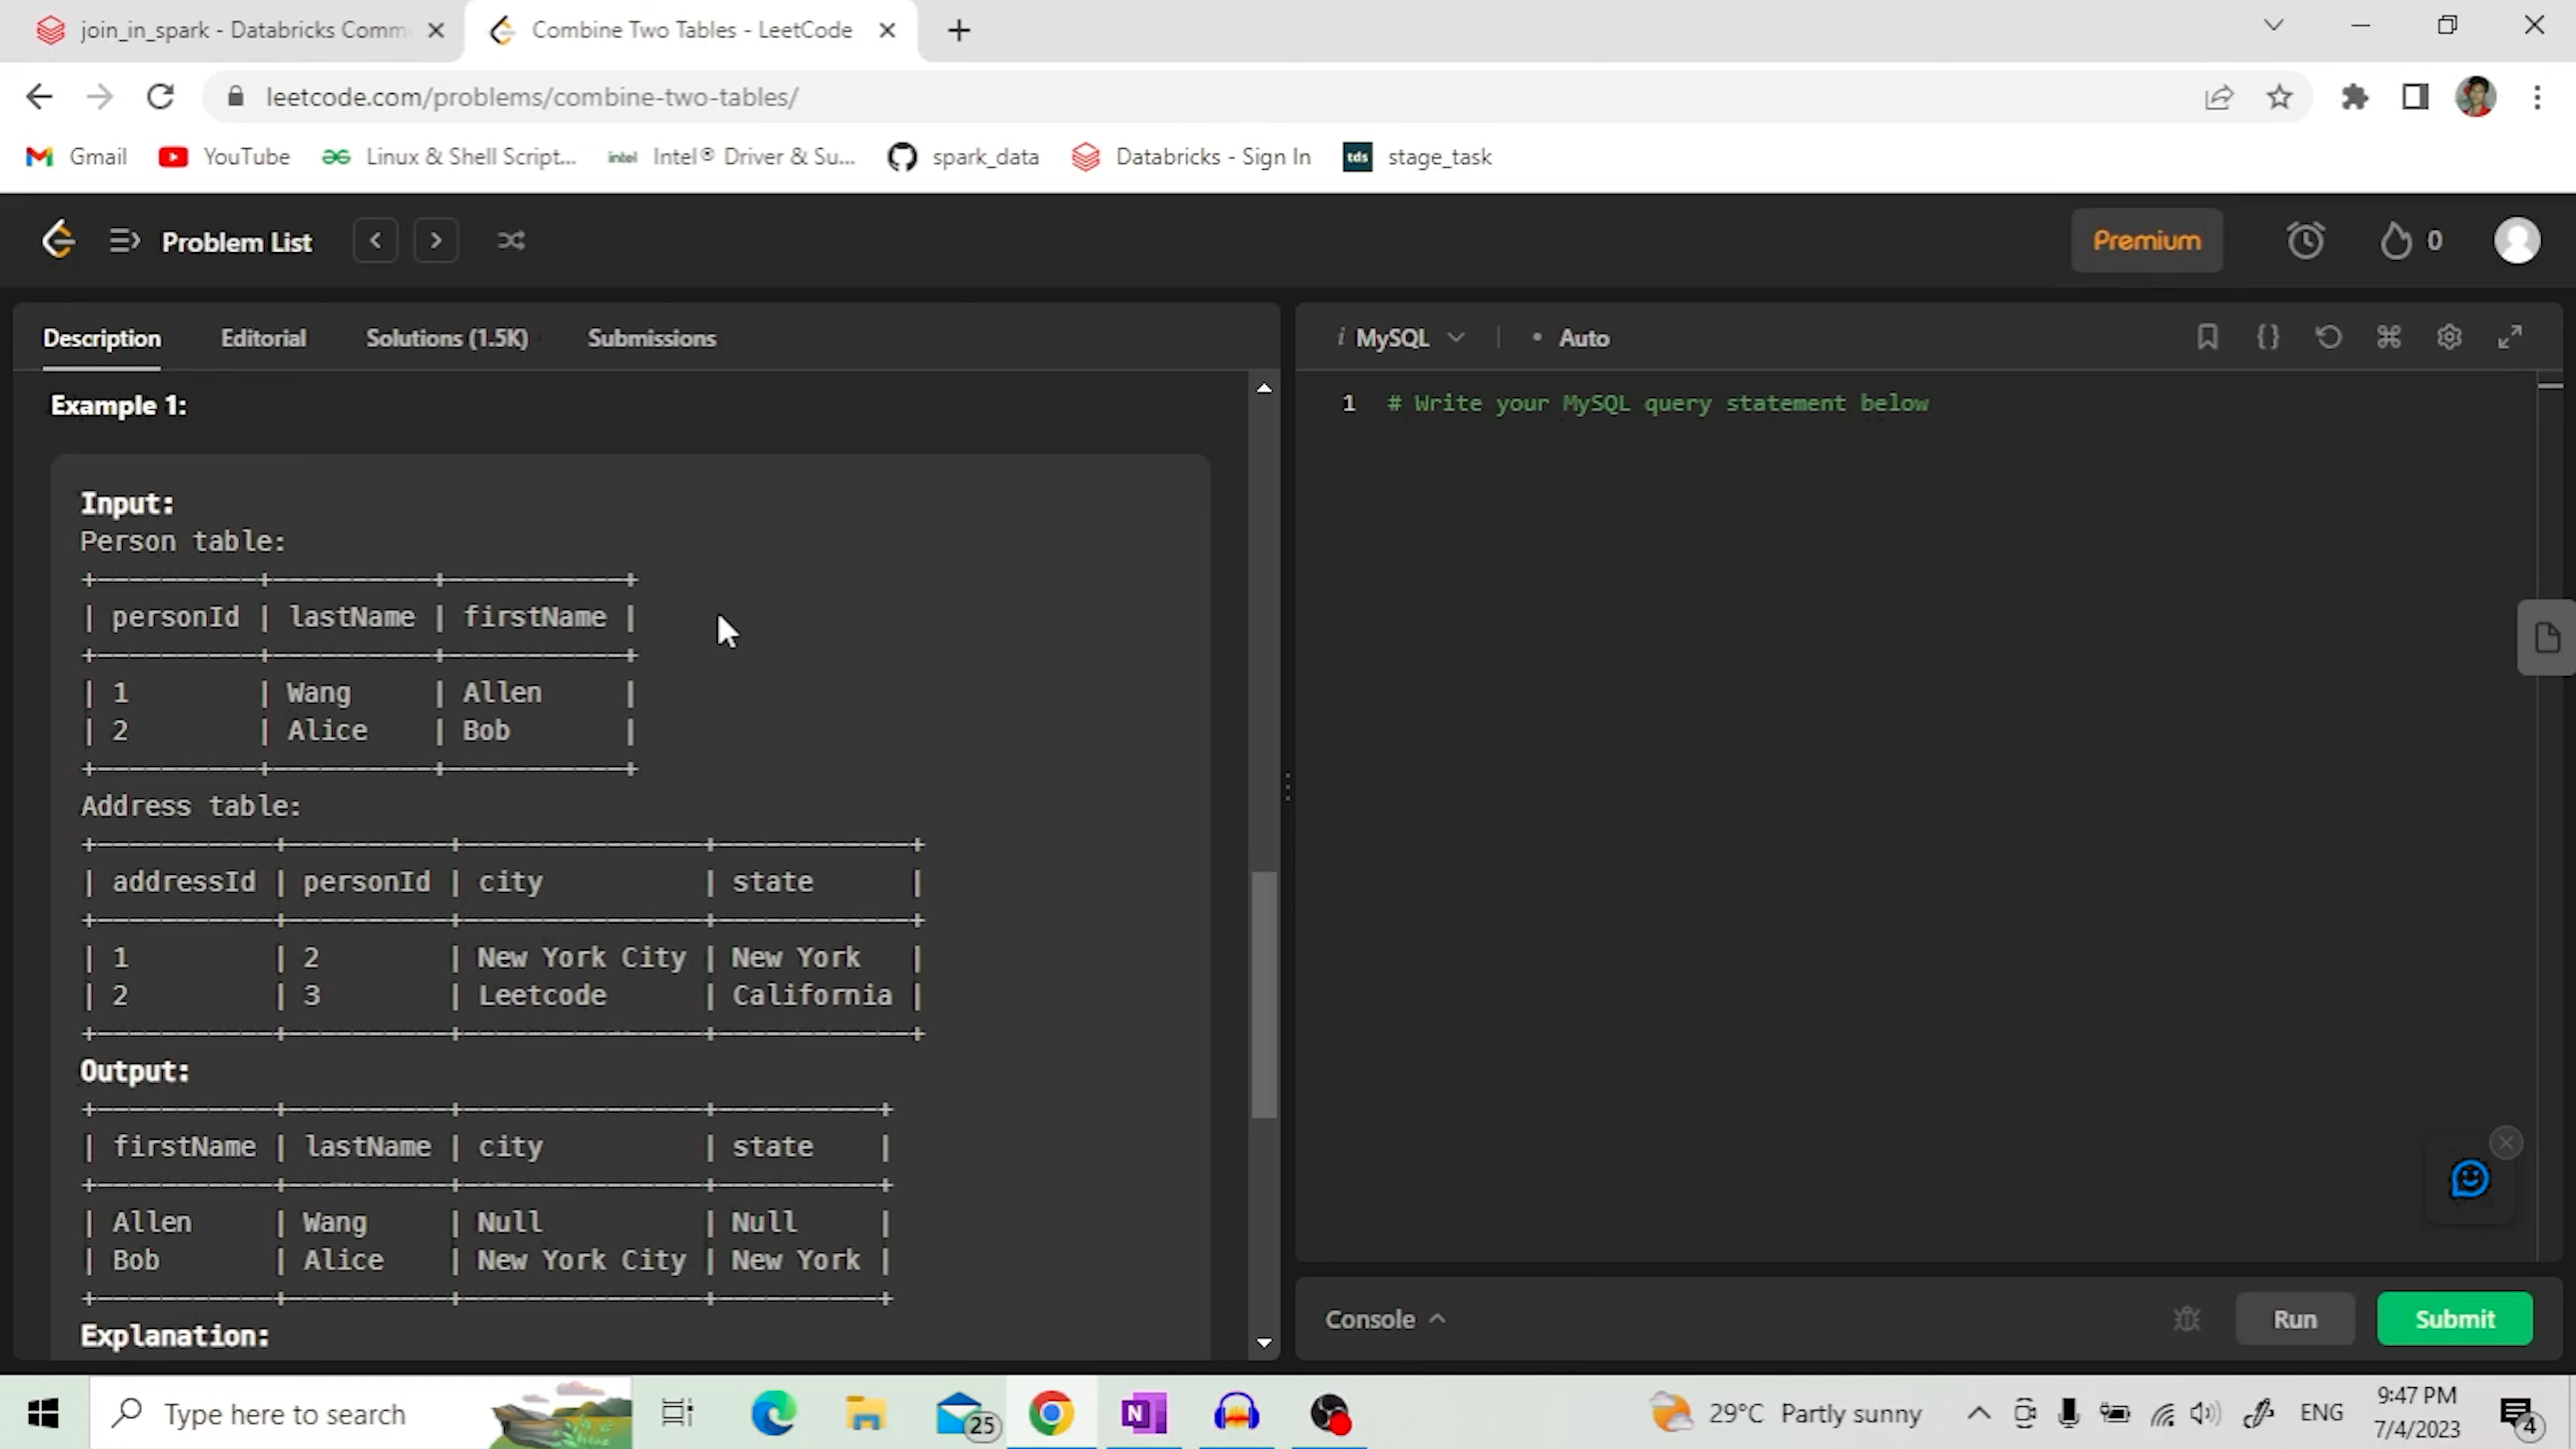 join_in_spark - Databricks Comm
Combine Two Tables - LeetCode
leetcode.com/problems/combine-two-tables/
Gmail
YouTube
Linux & Shell Script...
intel Intel® Driver & Su...
spark_data
Databricks - Sign In
tds stage_task
Problem List
Premium
0
Description
Editorial
Solutions (1.5K)
Submissions
i MySQL
• Auto
Example 1:
Input:
Person table:
+----------+----------+-----------+
| personId | lastName | firstName |
+----------+----------+-----------+
| 1 | Wang | Allen |
| 2 | Alice | Bob |
+----------+----------+-----------+
Address table:
+-----------+----------+---------------+------------+
| addressId | personId | city | state |
+-----------+----------+---------------+------------+
| 1 | 2 | New York City | New York |
| 2 | 3 | Leetcode | California |
+-----------+----------+---------------+------------+
Output:
+-----------+----------+---------------+----------+
| firstName | lastName | city | state |
+-----------+----------+---------------+----------+
| Allen | Wang | Null | Null |
| Bob | Alice | New York City | New York |
+-----------+----------+---------------+----------+
Explanation:
1 # Write your MySQL query statement below
Console
Run
Submit
Type here to search
25
N
29°C Partly sunny
ENG
9:47 PM
7/4/2023
4